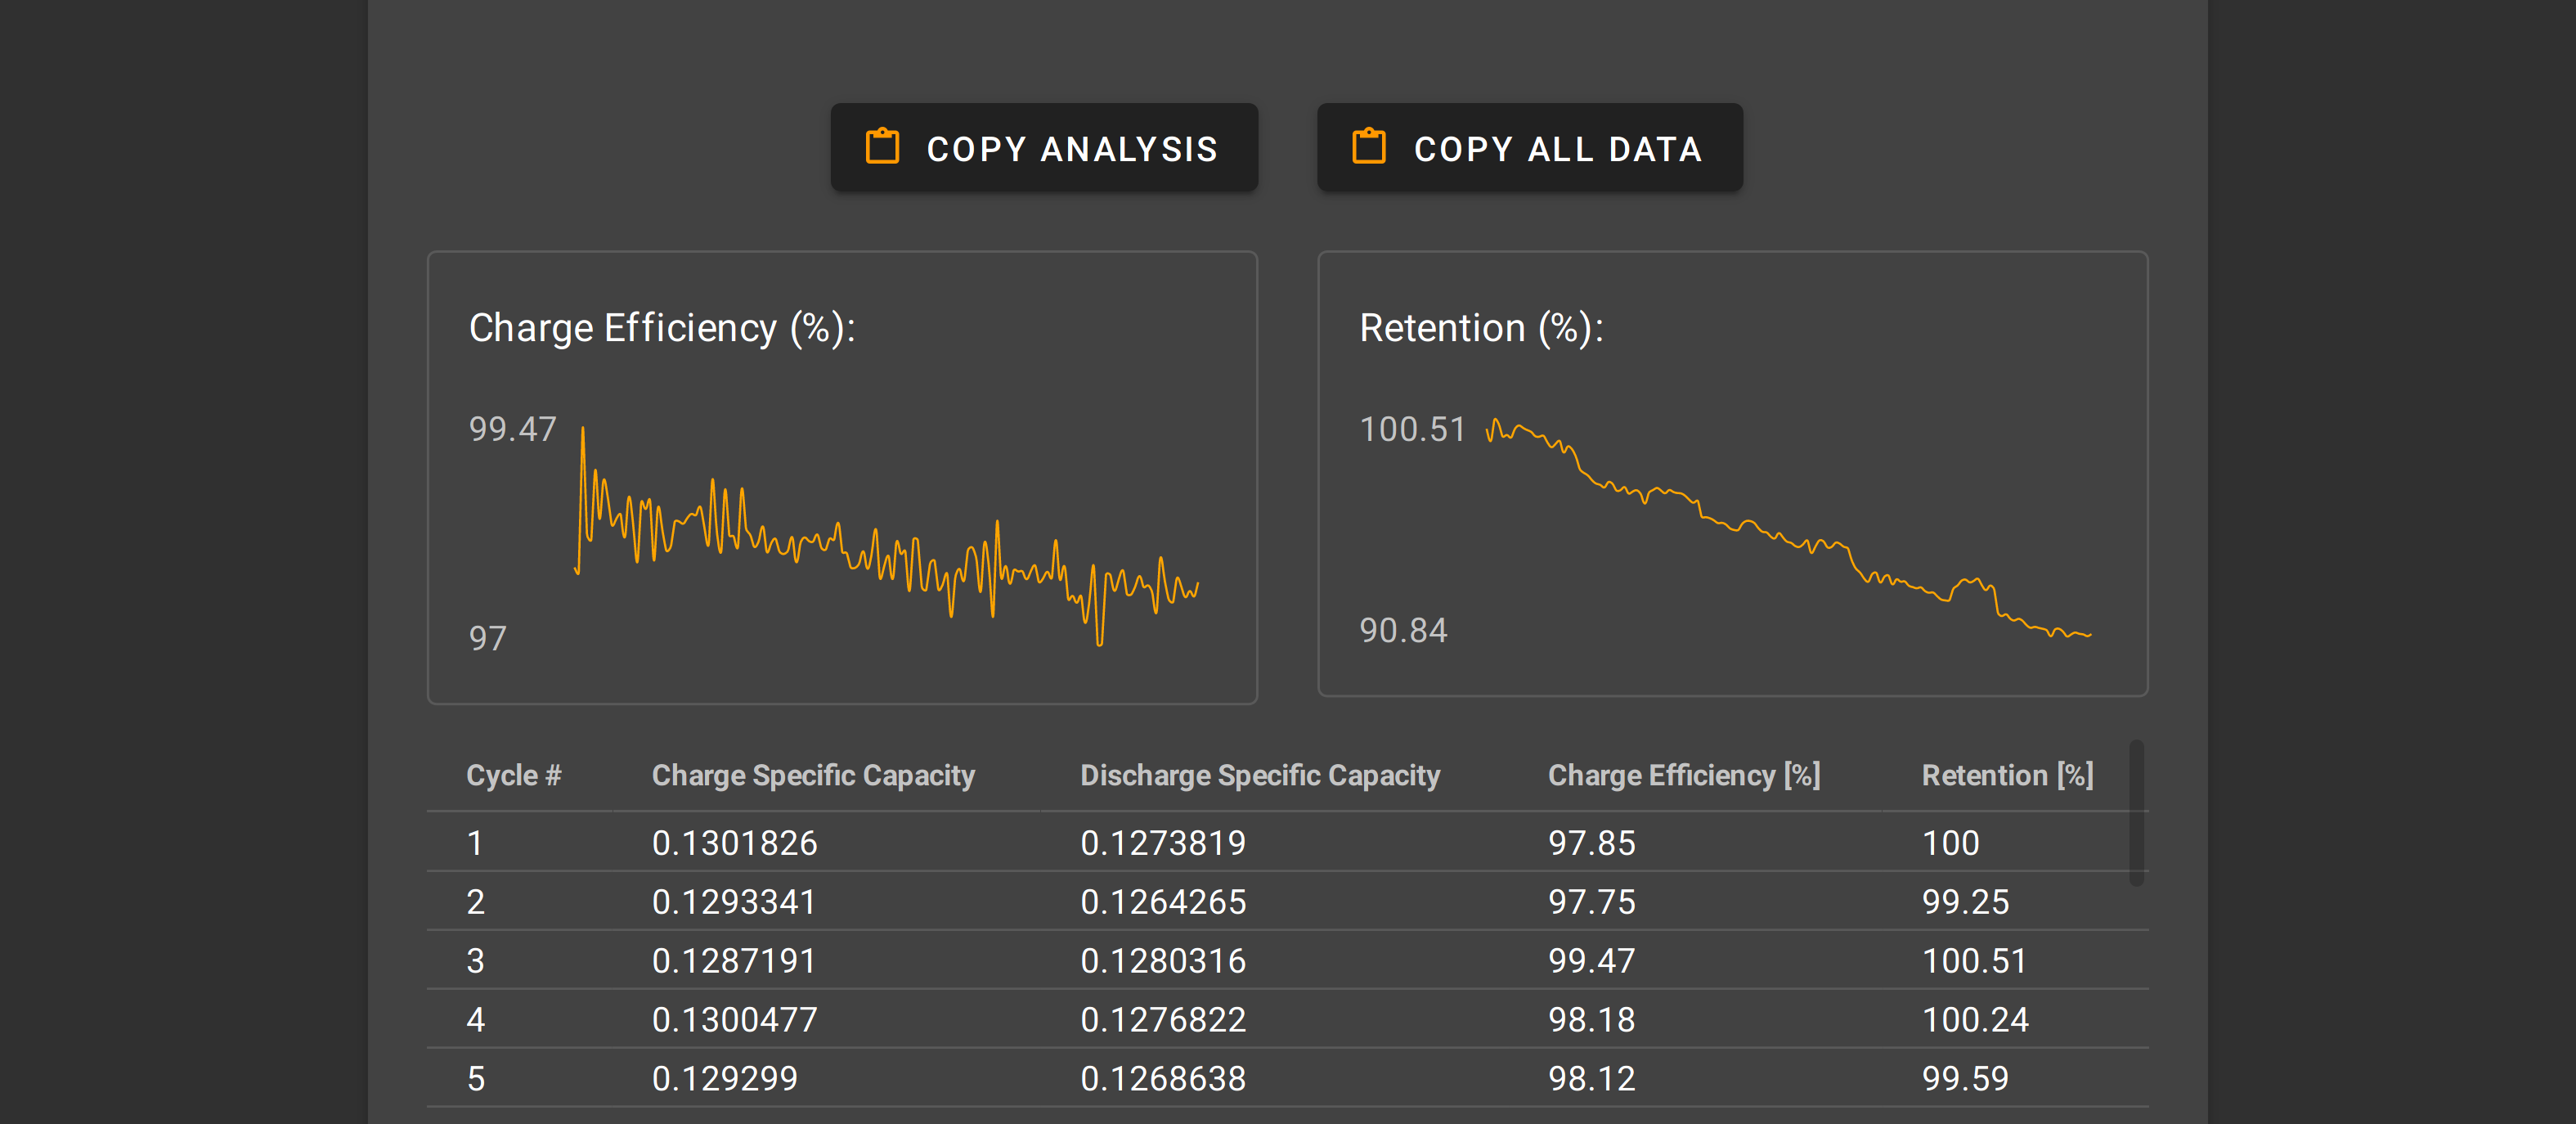 COPY ANALYSIS
COPY ALL DATA
Charge Efficiency (%):
99.47
97
Retention (%):
100.51
90.84
Cycle # Charge Specific Capacity Discharge Specific Capacity Charge Efficiency [%] Retention [%]
1 0.1301826 0.1273819 97.85 100
2 0.1293341 0.1264265 97.75 99.25
3 0.1287191 0.1280316 99.47 100.51
4 0.1300477 0.1276822 98.18 100.24
5 0.129299 0.1268638 98.12 99.59